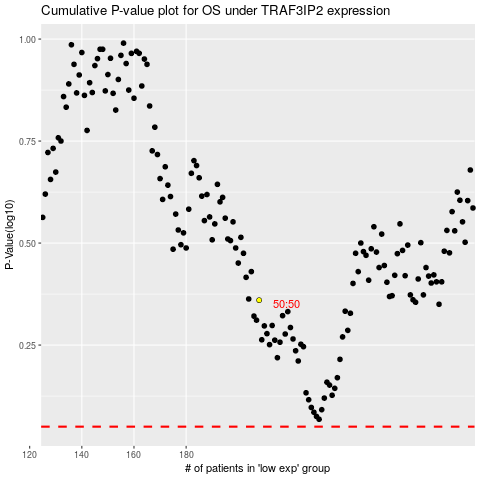 Cumulative P-value plot for OS under TRAF3IP2 expression
P-Value(log10)
1.00
0.75
0.50
0.25
50:50
120 140 160 180
# of patients in 'low exp' group